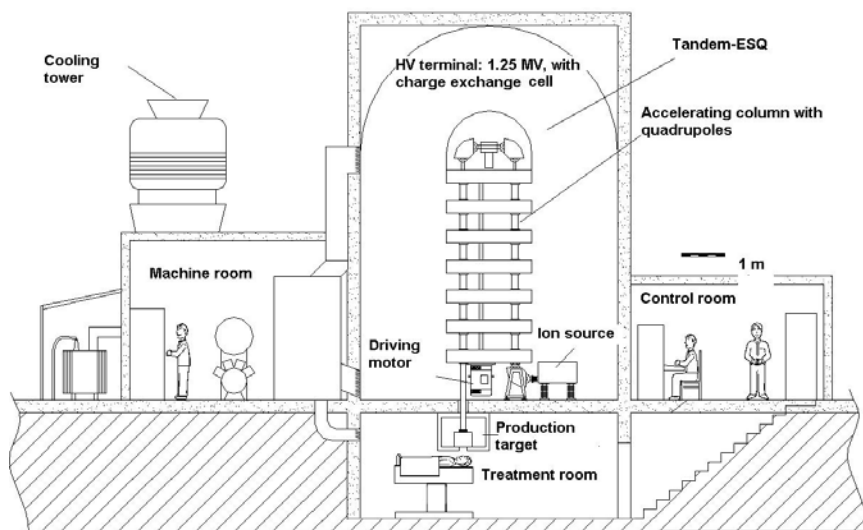 Cooling
tower
HV terminal: 1.25 MV, with
charge exchange cell
Tandem-ESQ
Accelerating column with
quadrupoles
1 m
Machine room
Control room
Driving
motor
Ion source
Production
target
Treatment room